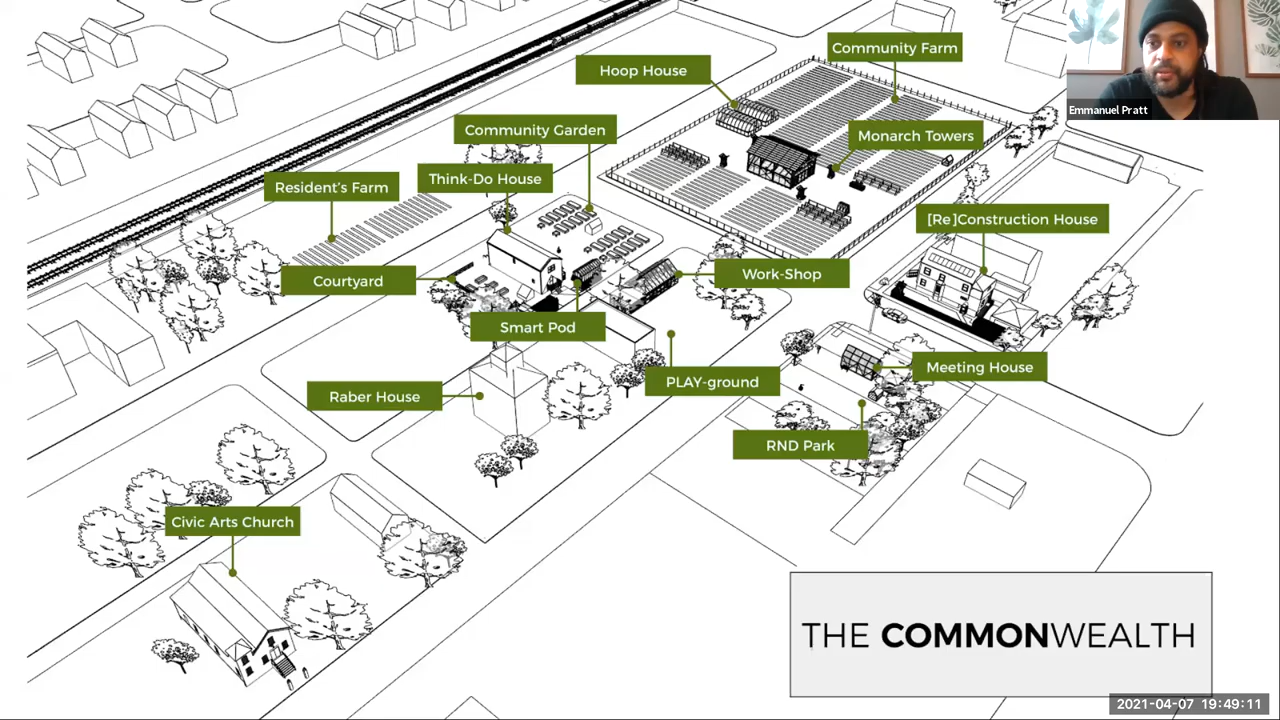 Community Farm
Hoop House
Emmanuel Pratt
Community Garden
Monarch Towers
Think-Do House
Resident's Farm
[Re]Construction House
Courtyard
Work-Shop
Smart Pod
Meeting House
PLAY-ground
Raber House
RND Park
Civic Arts Church
THE COMMONWEALTH
2021-04-07 19:49:11